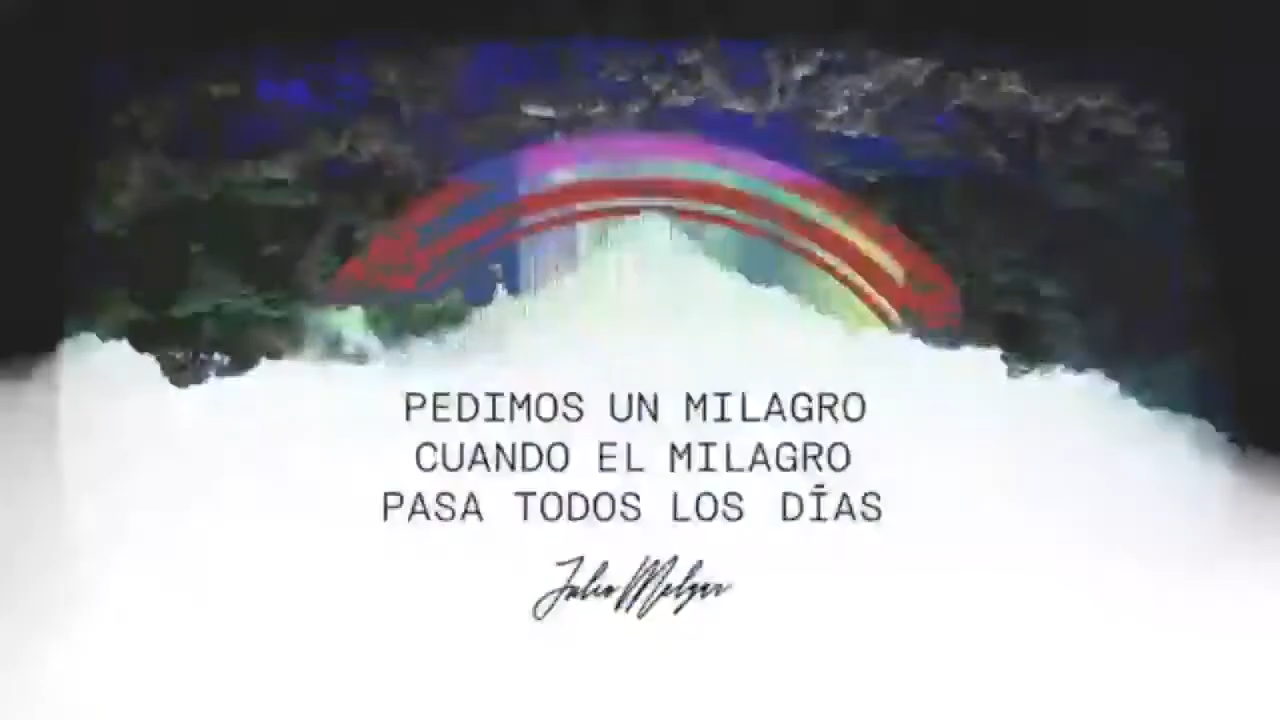 PEDIMOS UN MILAGRO
CUANDO EL MILAGRO
PASA TODOS LOS DÍAS
Julio Melgar